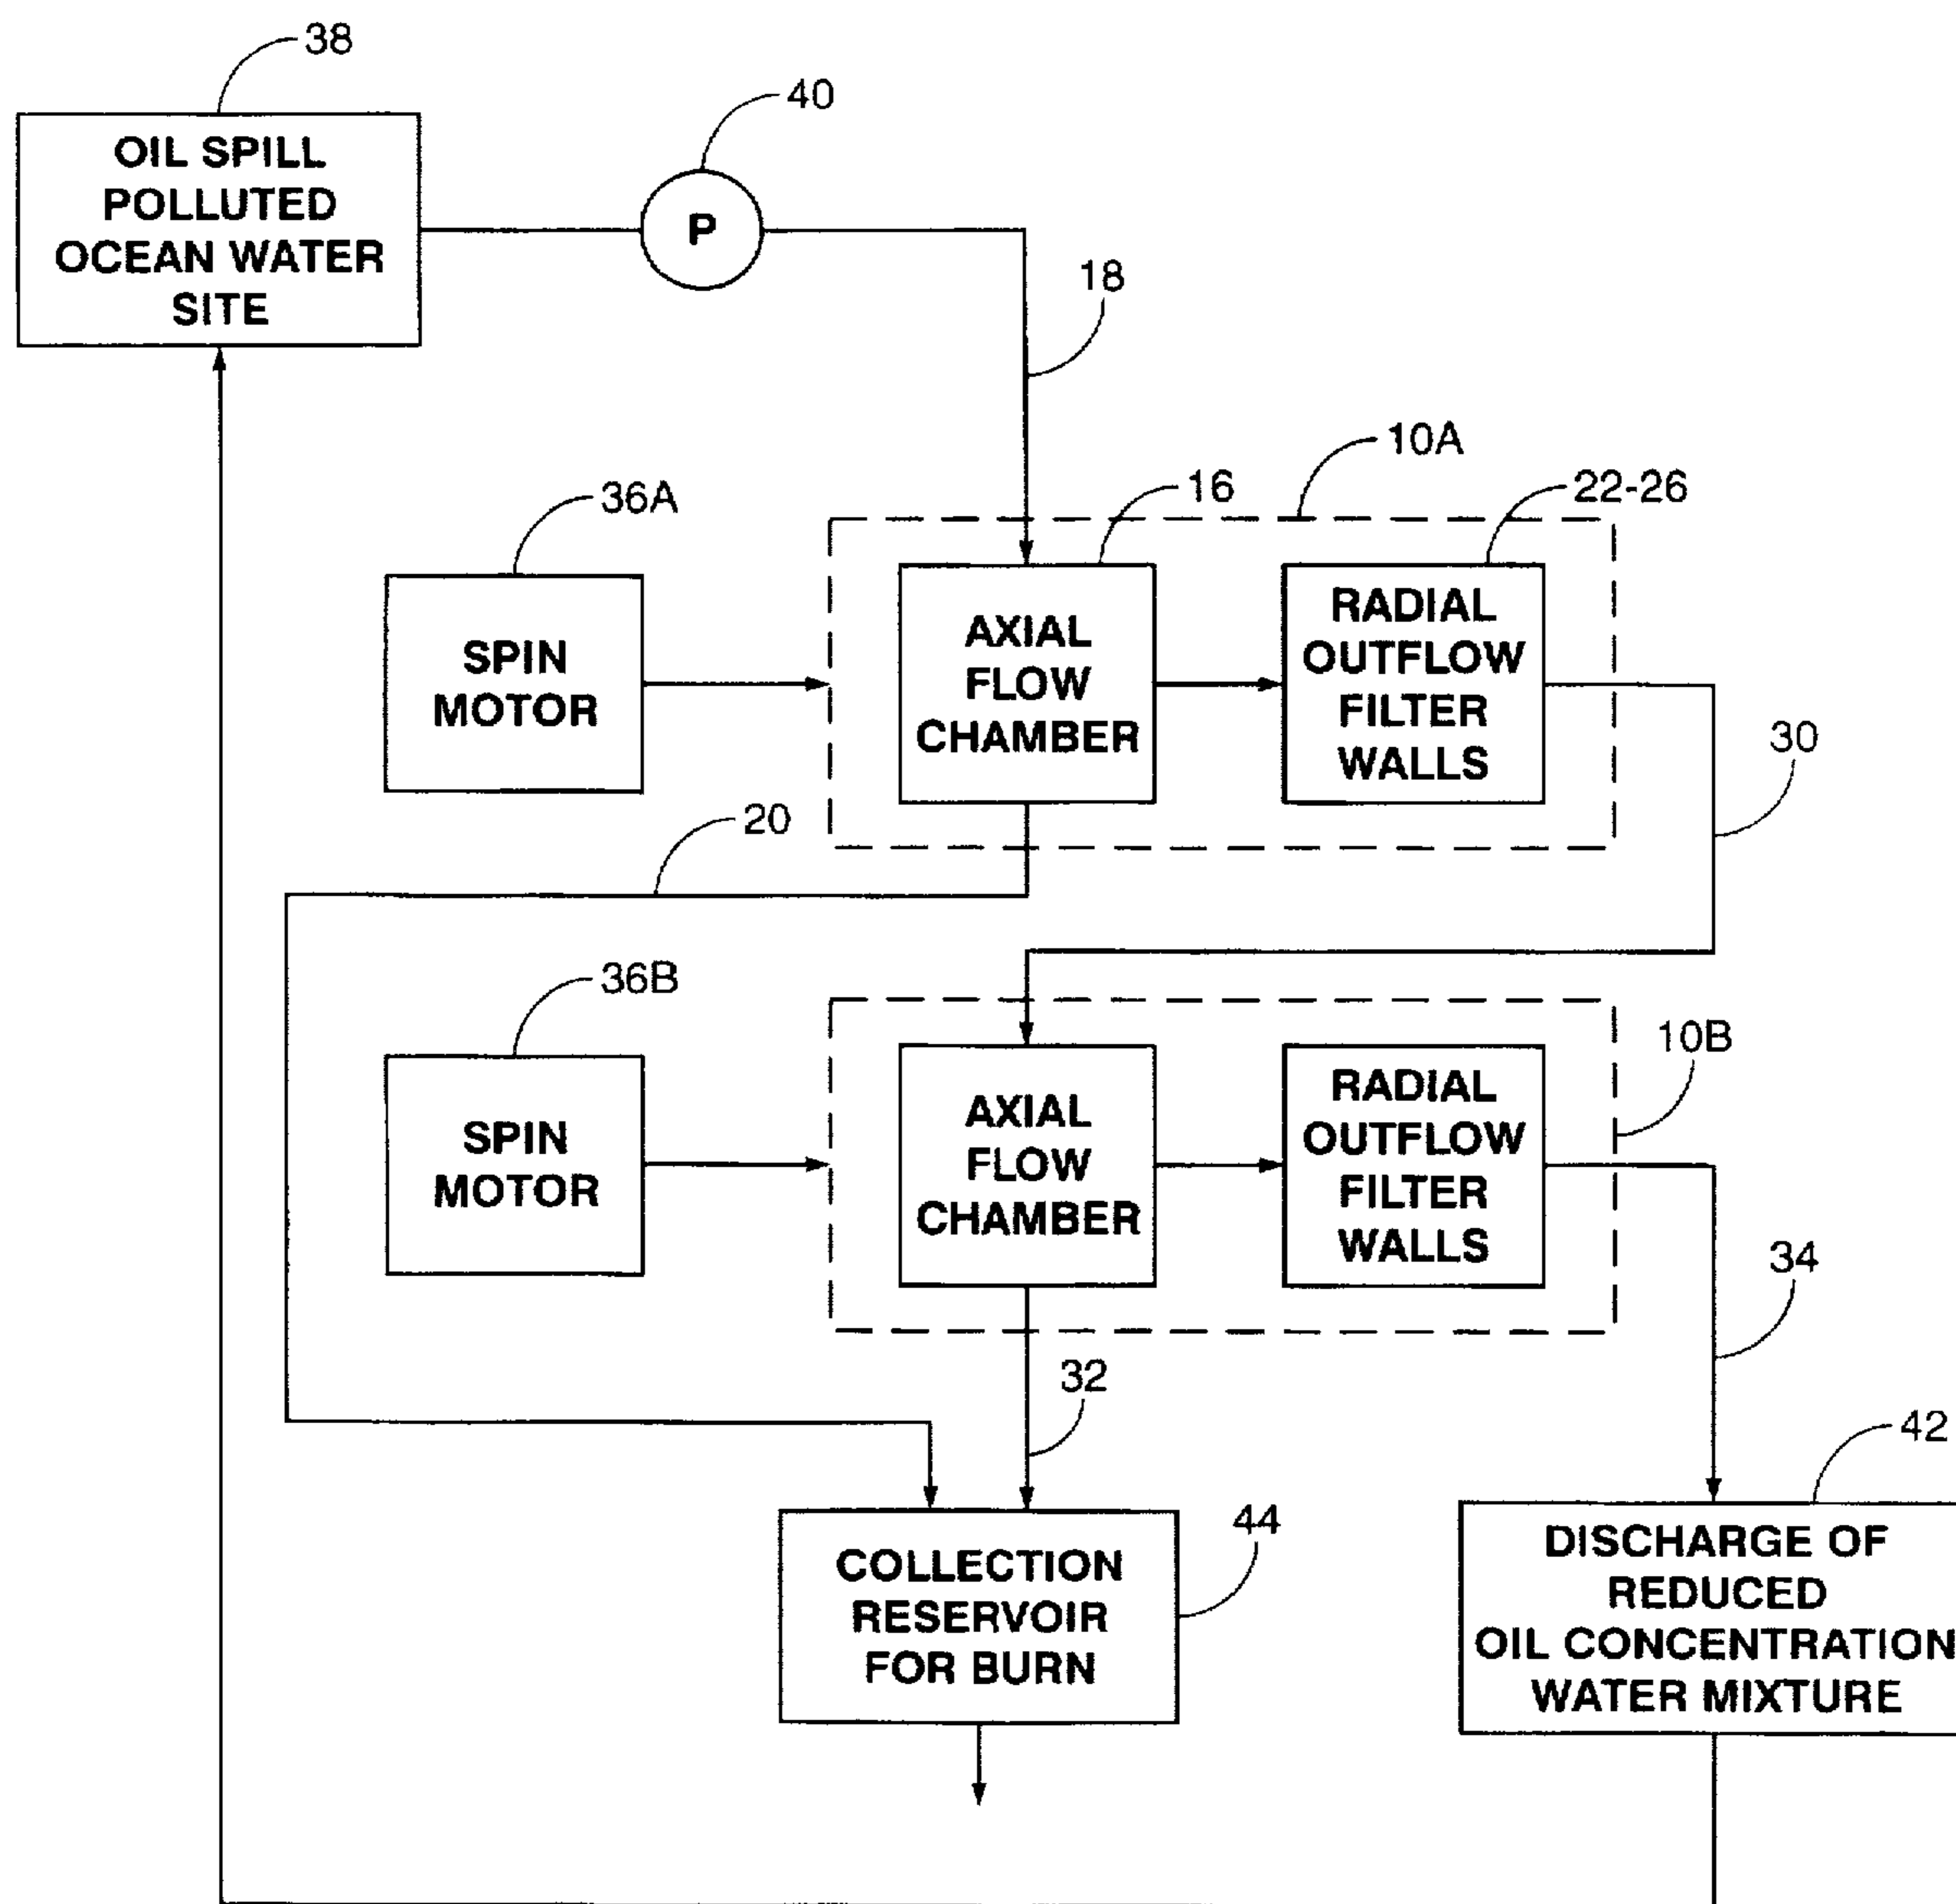 38
40
OIL SPILL
POLLUTED
OCEAN WATER
SITE
P
18
10A
16
22-26
36A
SPIN
MOTOR
AXIAL
FLOW
CHAMBER
RADIAL
OUTFLOW
FILTER
WALLS
30
20
36B
10B
SPIN
MOTOR
AXIAL
FLOW
CHAMBER
RADIAL
OUTFLOW
FILTER
WALLS
34
32
42
44
COLLECTION
RESERVOIR
FOR BURN
DISCHARGE OF
REDUCED
OIL CONCENTRATION
WATER MIXTURE